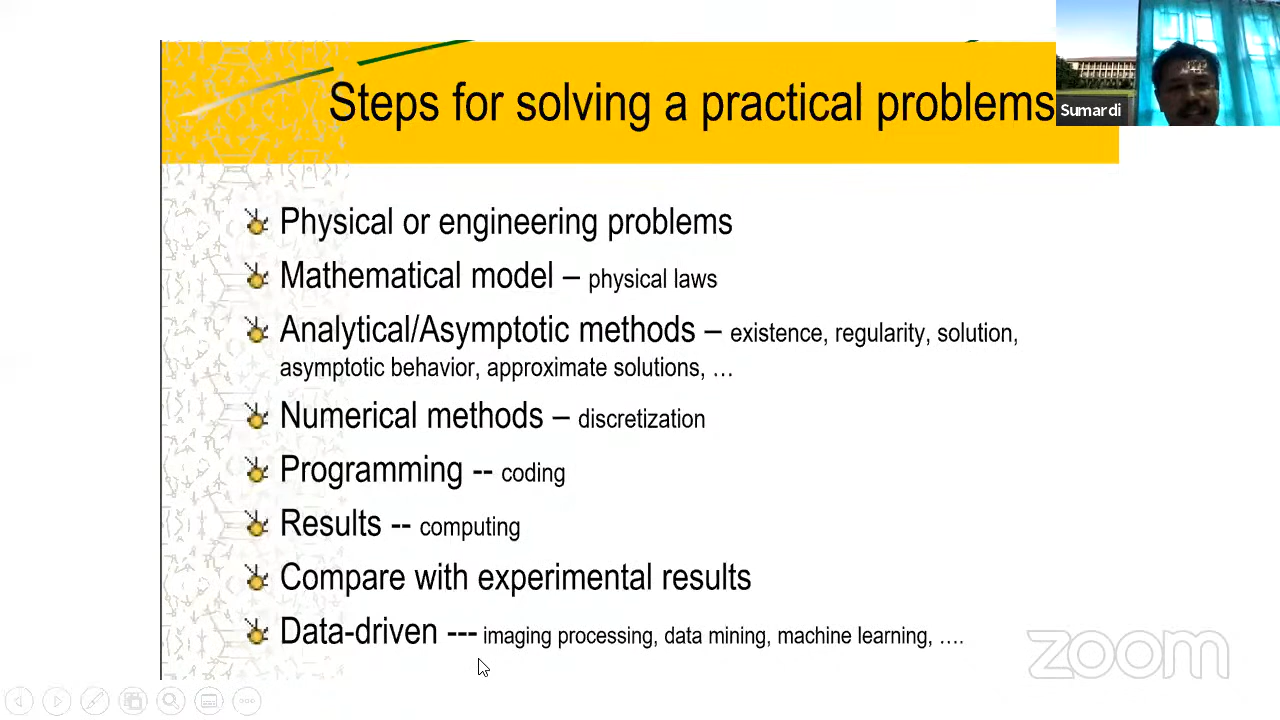 Steps for solving a practical problems
Sumardi
Physical or engineering problems
Mathematical model – physical laws
Analytical/Asymptotic methods – existence, regularity, solution,
asymptotic behavior, approximate solutions, …
Numerical methods – discretization
Programming -- coding
Results -- computing
Compare with experimental results
Data-driven --- imaging processing, data mining, machine learning, ….
zoom